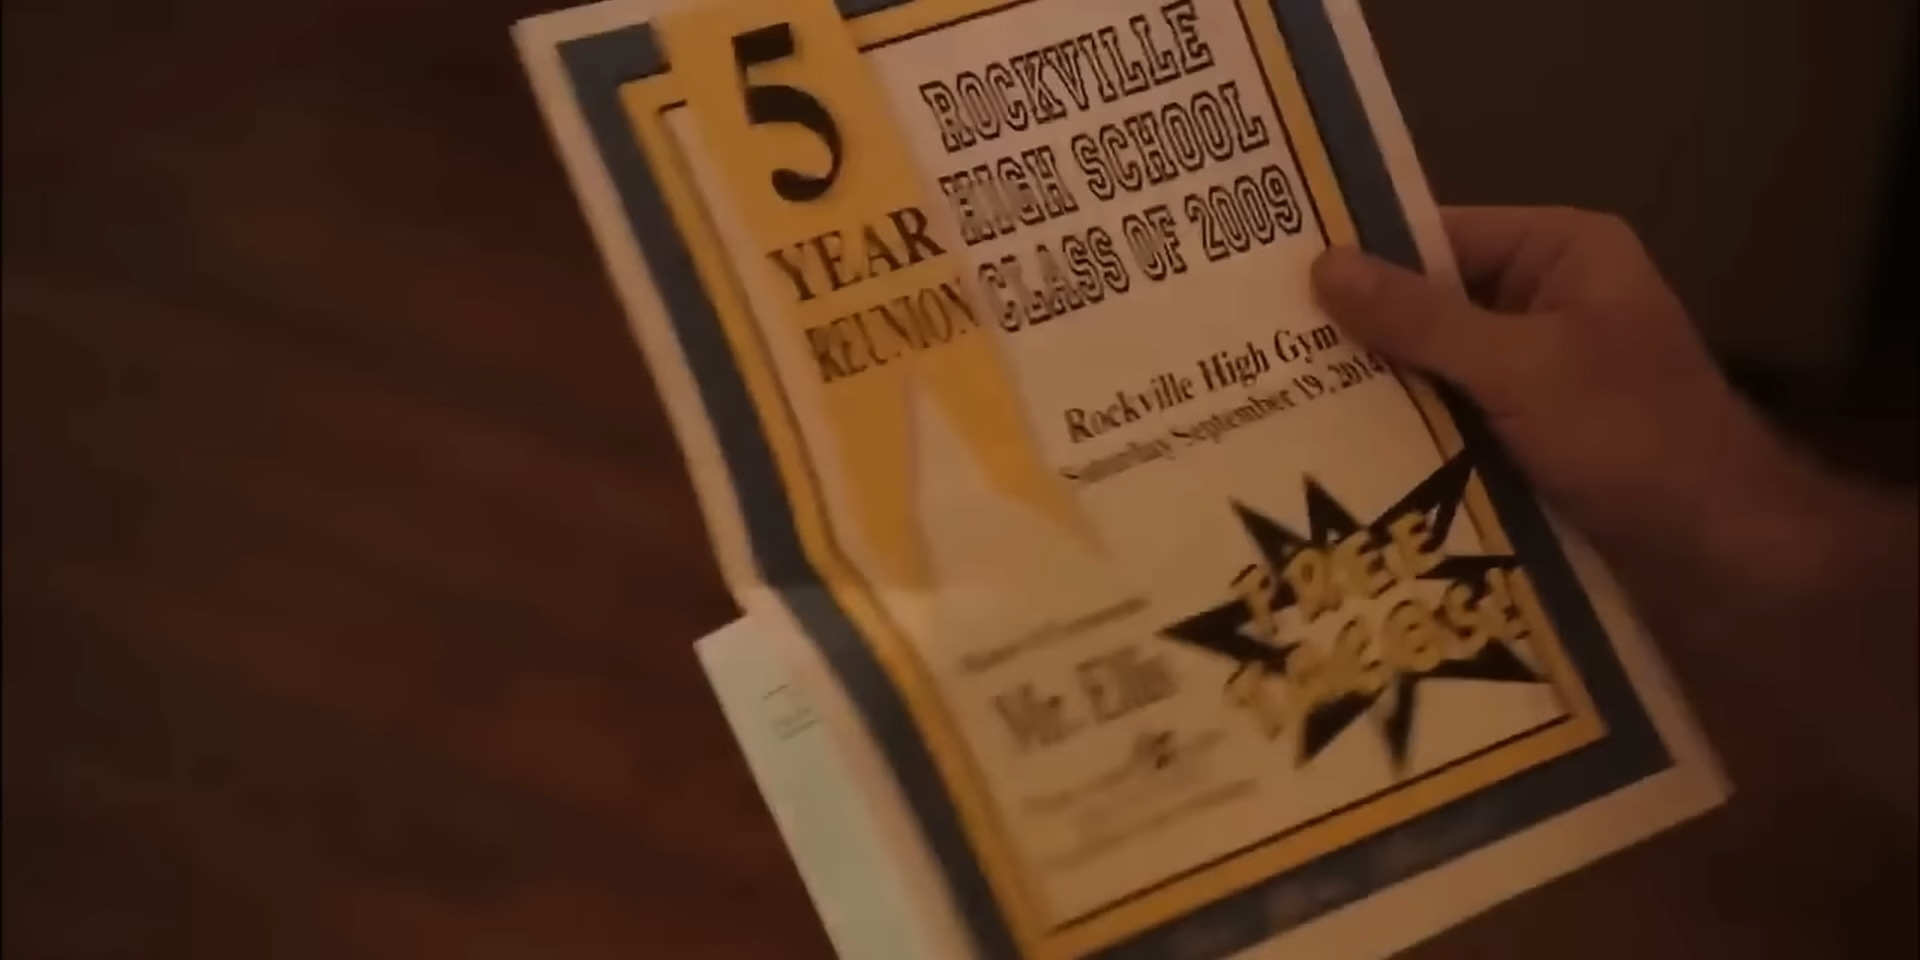 5
YEAR
REUNION
ROCKVILLE
HIGH SCHOOL
CLASS OF 2009
Rockville High Gym
Saturday September 19, 2014
FREE
TACOS!!
Mr. Ellis